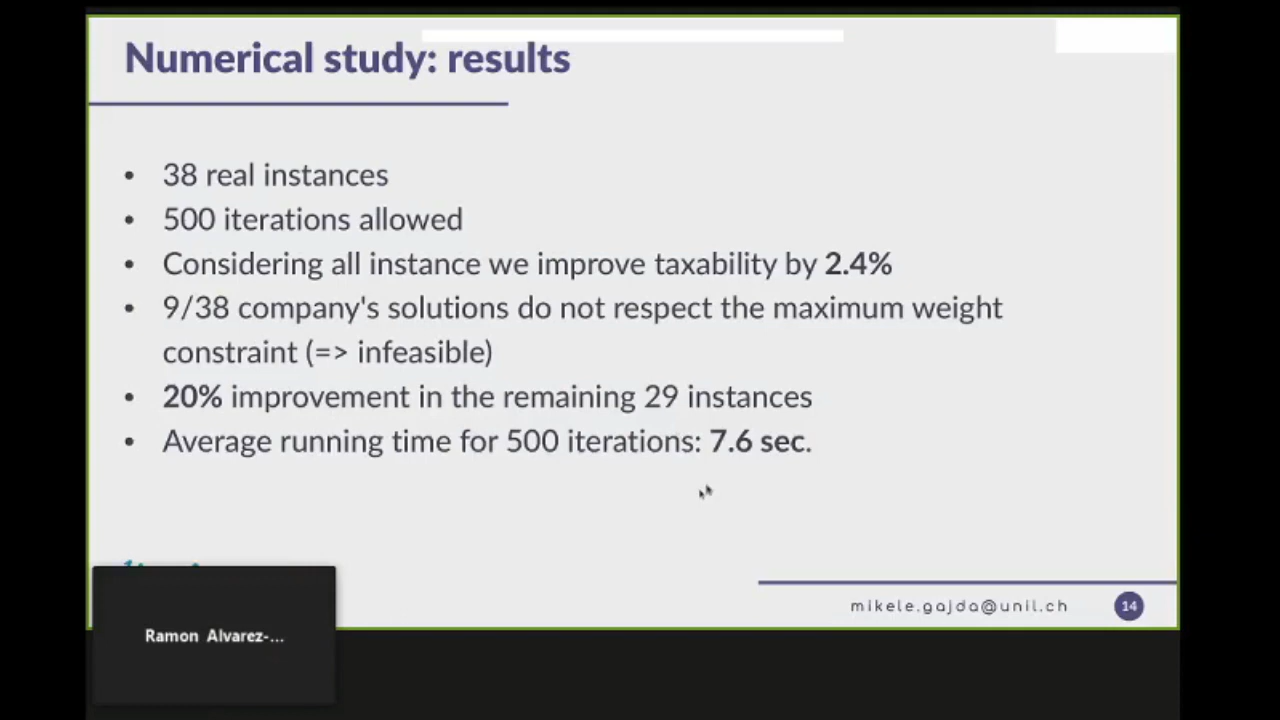 Numerical study: results
• 38 real instances
• 500 iterations allowed
• Considering all instance we improve taxability by 2.4%
• 9/38 company's solutions do not respect the maximum weight
constraint (=> infeasible)
• 20% improvement in the remaining 29 instances
• Average running time for 500 iterations: 7.6 sec.
mikele.gajda@unil.ch 14
Ramon Alvarez-...